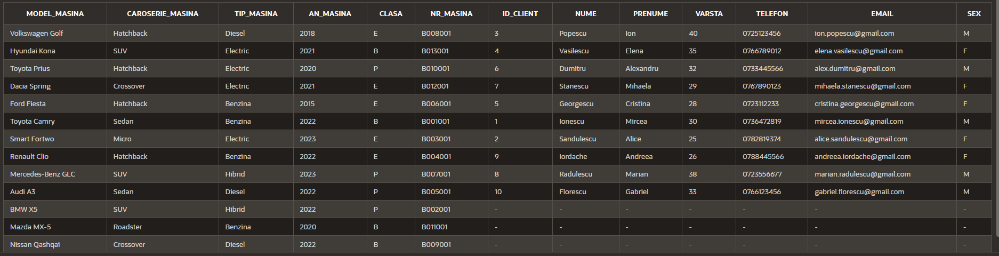 MODEL_MASINA CAROSERIE_MASINA TIP_MASINA AN_MASINA CLASA NR_MASINA ID_CLIENT NUME PRENUME VARSTA TELEFON EMAIL SEX
Volkswagen Golf Hatchback Diesel 2018 E B008001 3 Popescu Ion 40 0725123456 ion.popescu@gmail.com M
Hyundai Kona SUV Electric 2021 B B013001 4 Vasilescu Elena 35 0766789012 elena.vasilescu@gmail.com F
Toyota Prius Hatchback Electric 2020 P B010001 6 Dumitru Alexandru 32 0733445566 alex.dumitru@gmail.com M
Dacia Spring Crossover Electric 2021 E B012001 7 Stanescu Mihaela 29 0767890123 mihaela.stanescu@gmail.com F
Ford Fiesta Hatchback Benzina 2015 E B006001 5 Georgescu Cristina 28 0723112233 cristina.georgescu@gmail.com F
Toyota Camry Sedan Benzina 2022 B B001001 1 Ionescu Mircea 30 0736472819 mircea.ionescu@gmail.com M
Smart Fortwo Micro Electric 2023 E B003001 2 Sandulescu Alice 25 0782819374 alice.sandulescu@gmail.com F
Renault Clio Hatchback Benzina 2022 E B004001 9 Iordache Andreea 26 0788445566 andreea.iordache@gmail.com F
Mercedes-Benz GLC SUV Hibrid 2023 P B007001 8 Radulescu Marian 38 0723556677 marian.radulescu@gmail.com M
Audi A3 Sedan Diesel 2022 P B005001 10 Florescu Gabriel 33 0766123456 gabriel.florescu@gmail.com M
BMW X5 SUV Hibrid 2022 P B002001 - - - - - - -
Mazda MX-5 Roadster Benzina 2020 B B011001 - - - - - - -
Nissan Qashqai Crossover Diesel 2022 B B009001 - - - - - - -